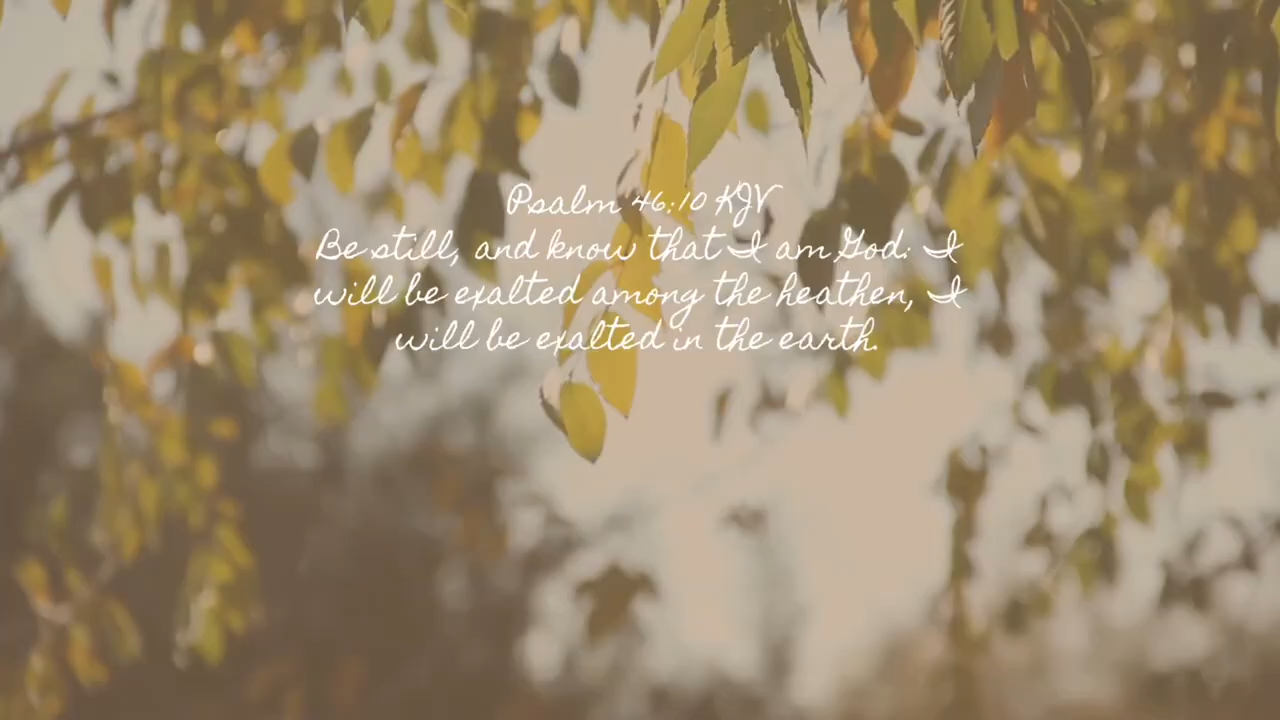 Psalm 46:10 KJV
Be still, and know that I am God: I
will be exalted among the heathen, I
will be exalted in the earth.